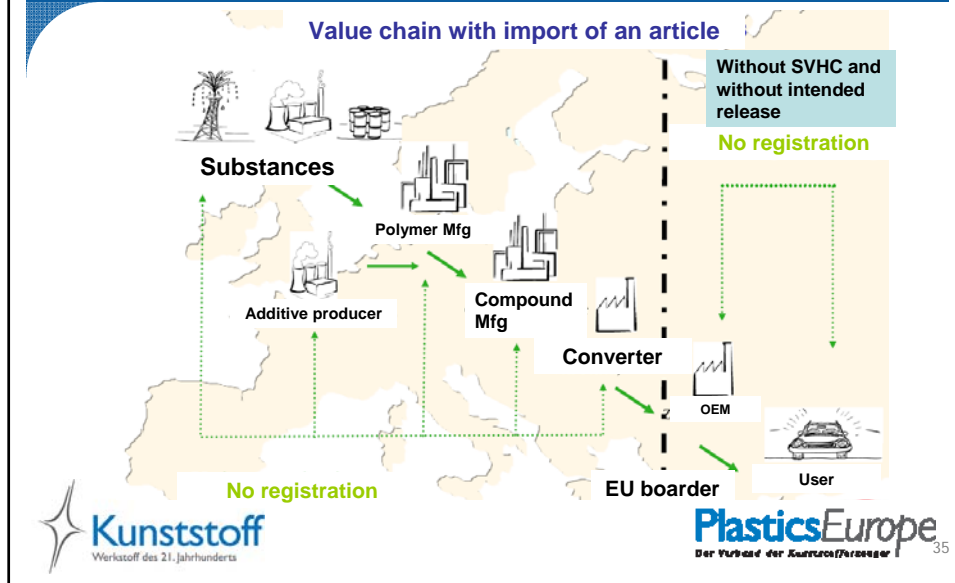 Value chain with import of an article
Without SVHC and
without intended
release
No registration
Substances
Polymer Mfg
Additive producer
Compound
Mfg
Converter
OEM
User
No registration
EU boarder
Kunststoff
Werkstoff des 21. Jahrhunderts
PlasticsEurope
Der Verband der Kunststofferzeuger
35